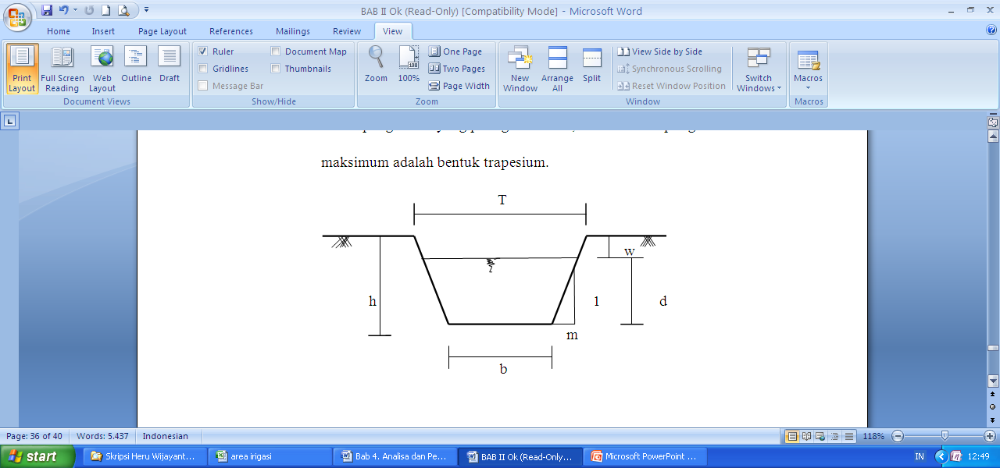 BAB II Ok (Read-Only) [Compatibility Mode] - Microsoft Word
Home Insert Page Layout References Mailings Review View
Ruler Document Map One Page View Side by Side
Gridlines Thumbnails Two Pages Synchronous Scrolling
Message Bar Page Width Reset Window Position
Print Layout Full Screen Reading Web Layout Outline Draft Zoom 100% New Window Arrange All Split Switch Windows Macros
Document Views Show/Hide Zoom Window Macros
maksimum adalah bentuk trapesium.
T
w
h 1 d
m
b
Page: 36 of 40 Words: 5.437 Indonesian 118%
start Skripsi Heru Wijayant... area irigasi Bab 4. Analisa dan Pe... BAB II Ok (Read-Only... Microsoft PowerPoint ... IN 12:49